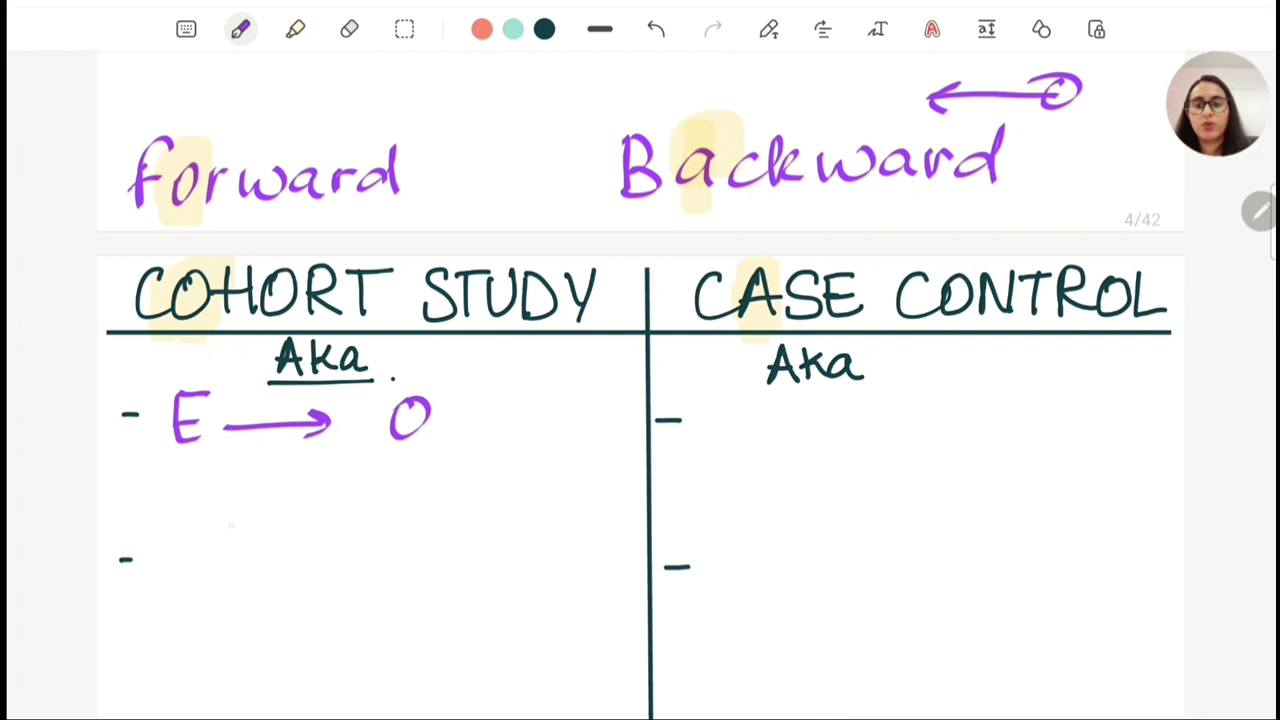 forward Backward
4/42
COHORT STUDY CASE CONTROL
Aka. Aka
- E → O -
- -